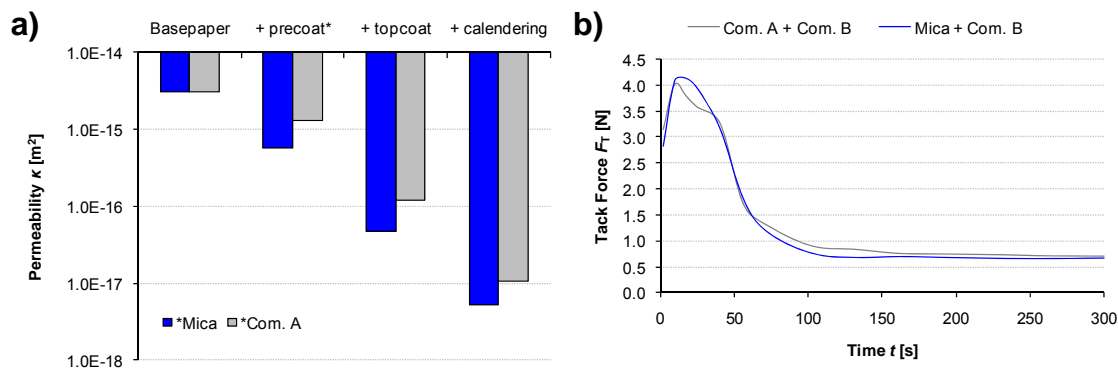 a)
Basepaper + precoat* + topcoat + calendering
1.0E-14
1.0E-15
1.0E-16
1.0E-17
1.0E-18
Permeability κ [m²]
*Mica *Com. A
b)
Com. A + Com. B Mica + Com. B
4.5
4.0
3.5
3.0
2.5
2.0
1.5
1.0
0.5
0.0
Tack Force F_T [N]
0 50 100 150 200 250 300
Time t [s]